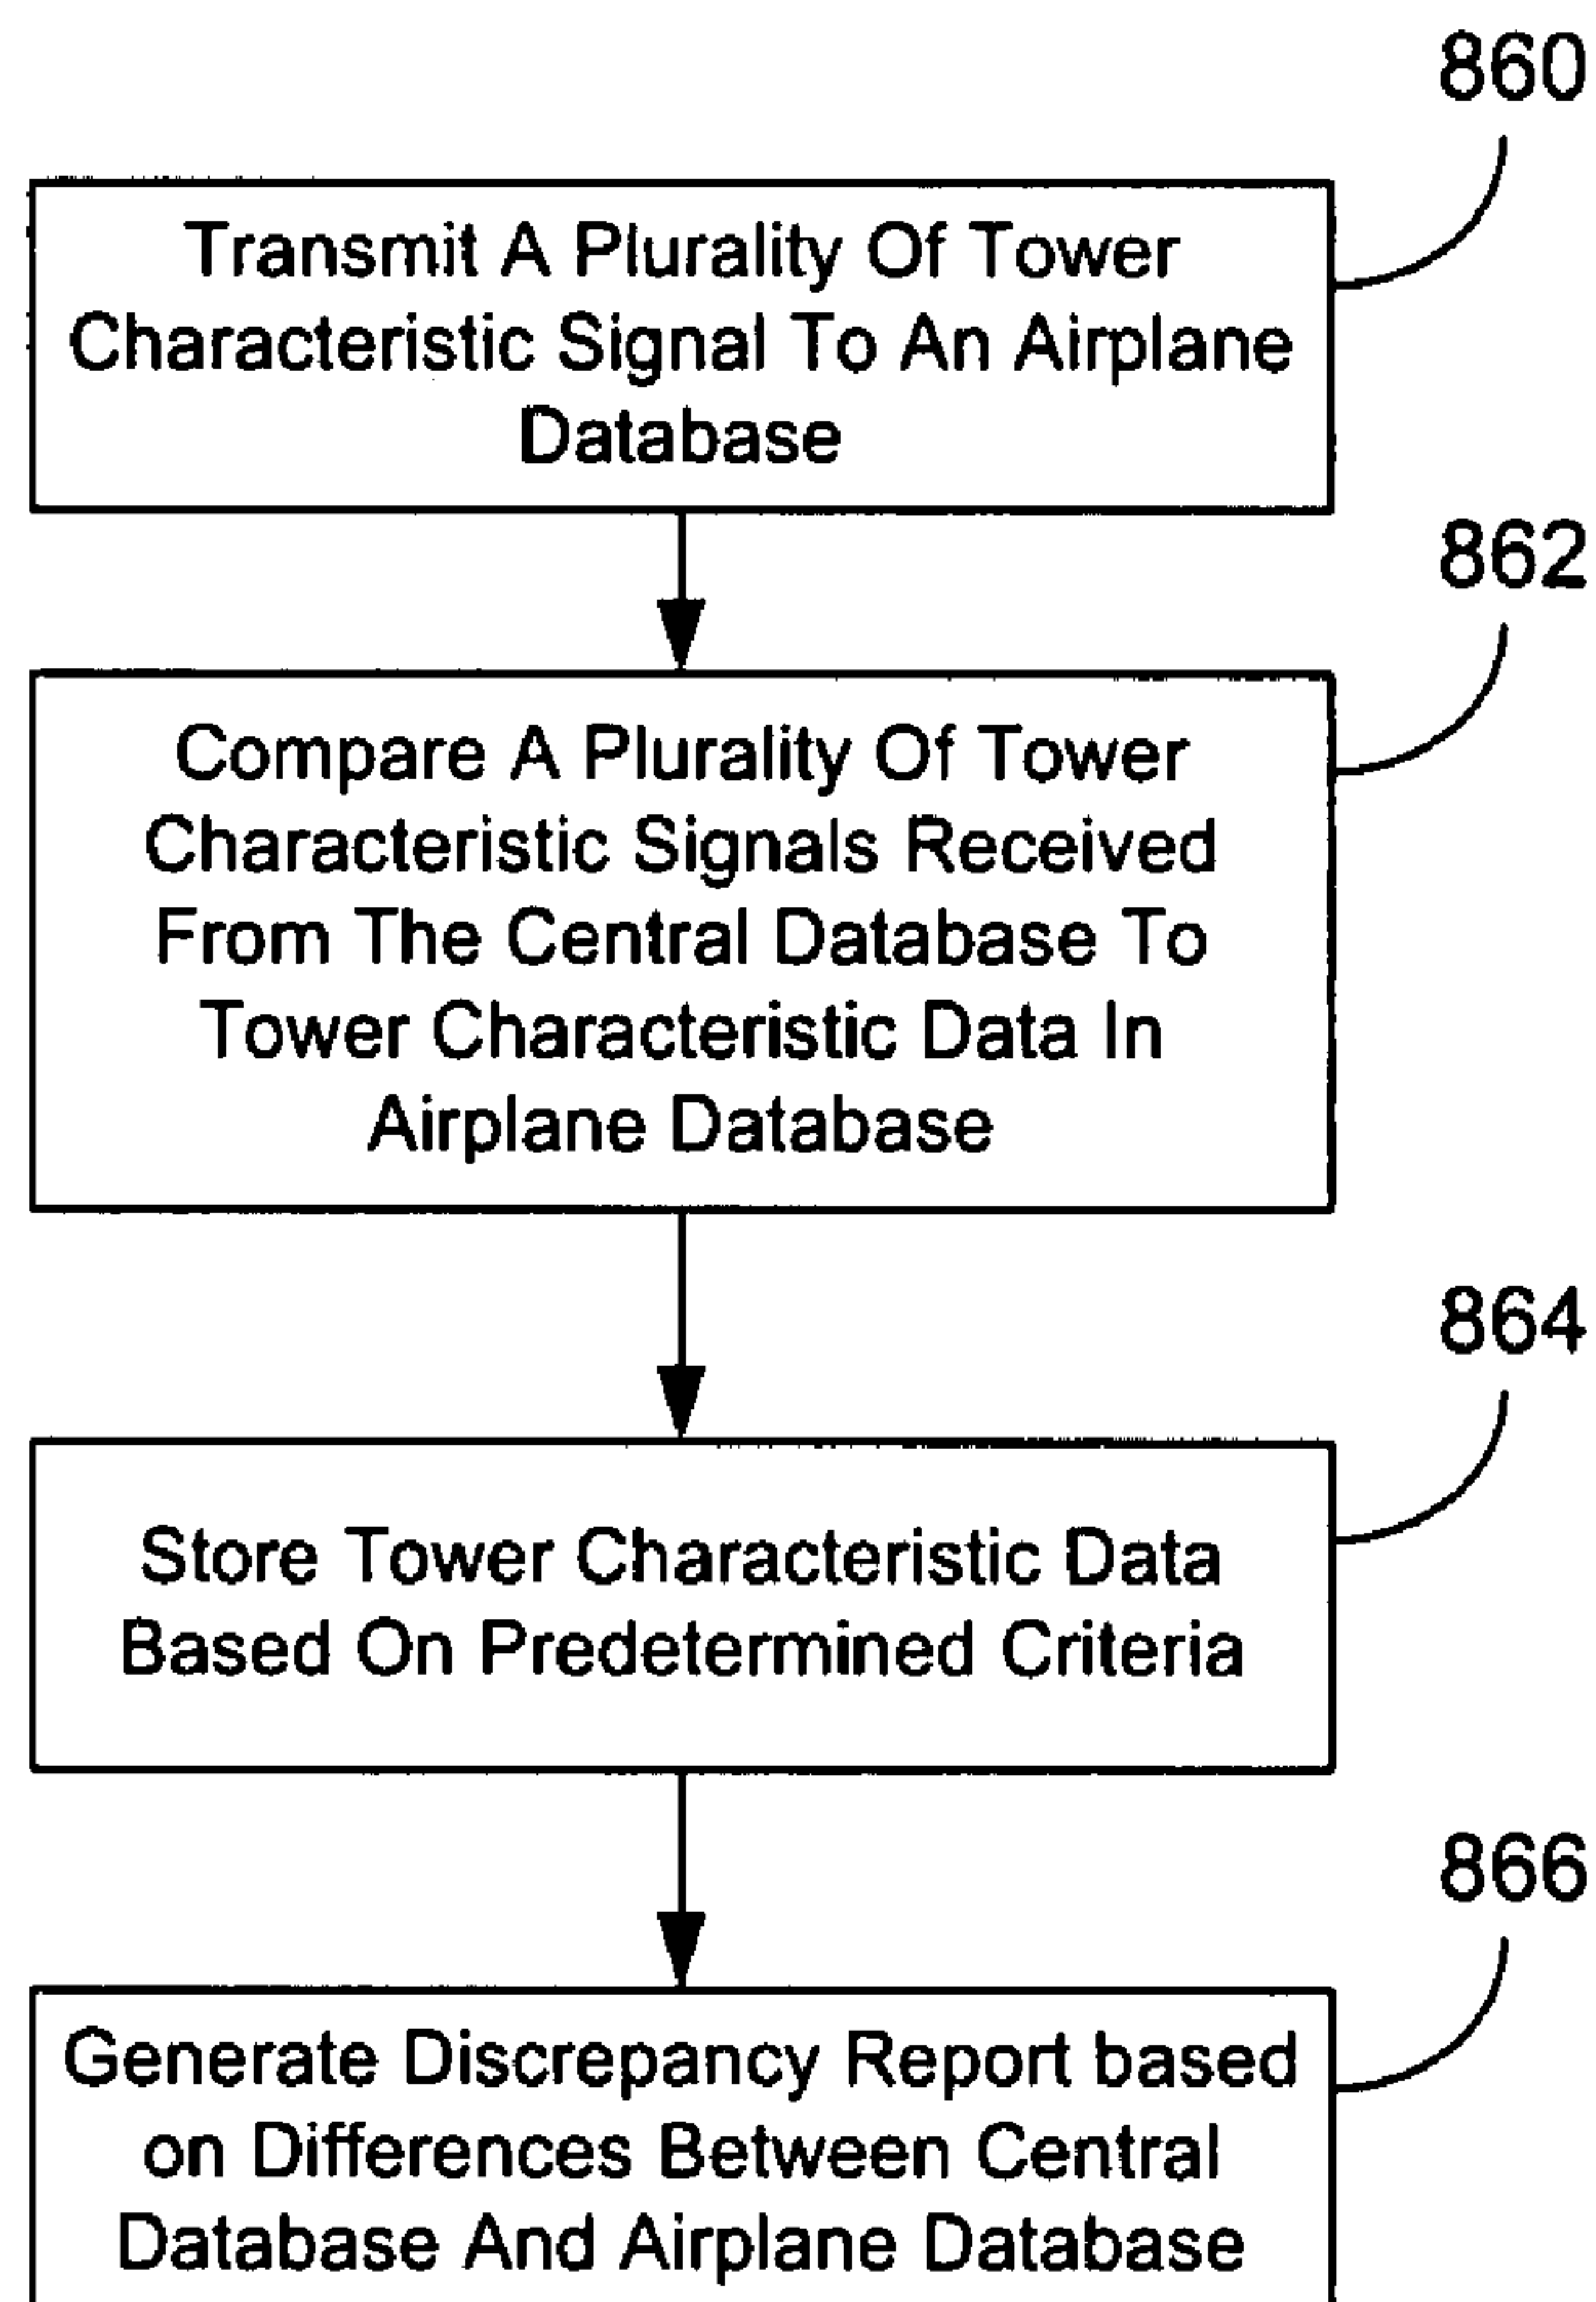 860
Transmit A Plurality Of Tower
Characteristic Signal To An Airplane
Database
862
Compare A Plurality Of Tower
Characteristic Signals Received
From The Central Database To
Tower Characteristic Data In
Airplane Database
864
Store Tower Characteristic Data
Based On Predetermined Criteria
866
Generate Discrepancy Report based
on Differences Between Central
Database And Airplane Database